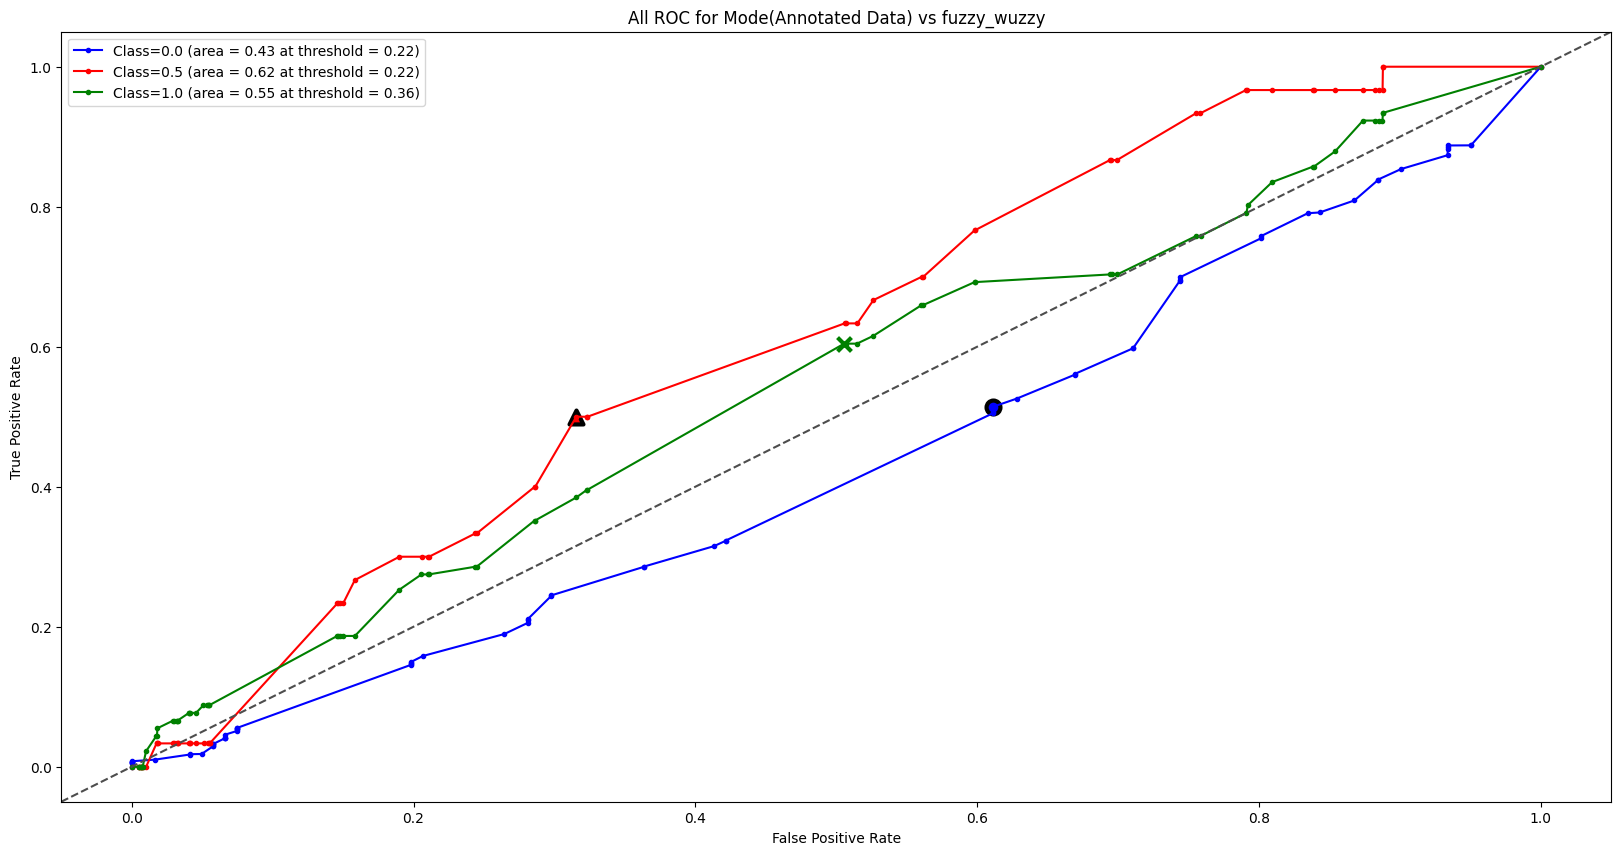 All ROC for Mode(Annotated Data) vs fuzzy_wuzzy
Class=0.0 (area = 0.43 at threshold = 0.22)
Class=0.5 (area = 0.62 at threshold = 0.22)
Class=1.0 (area = 0.55 at threshold = 0.36)
True Positive Rate
1.0
0.8
0.6
0.4
0.2
0.0
0.0 0.2 0.4 0.6 0.8 1.0
False Positive Rate